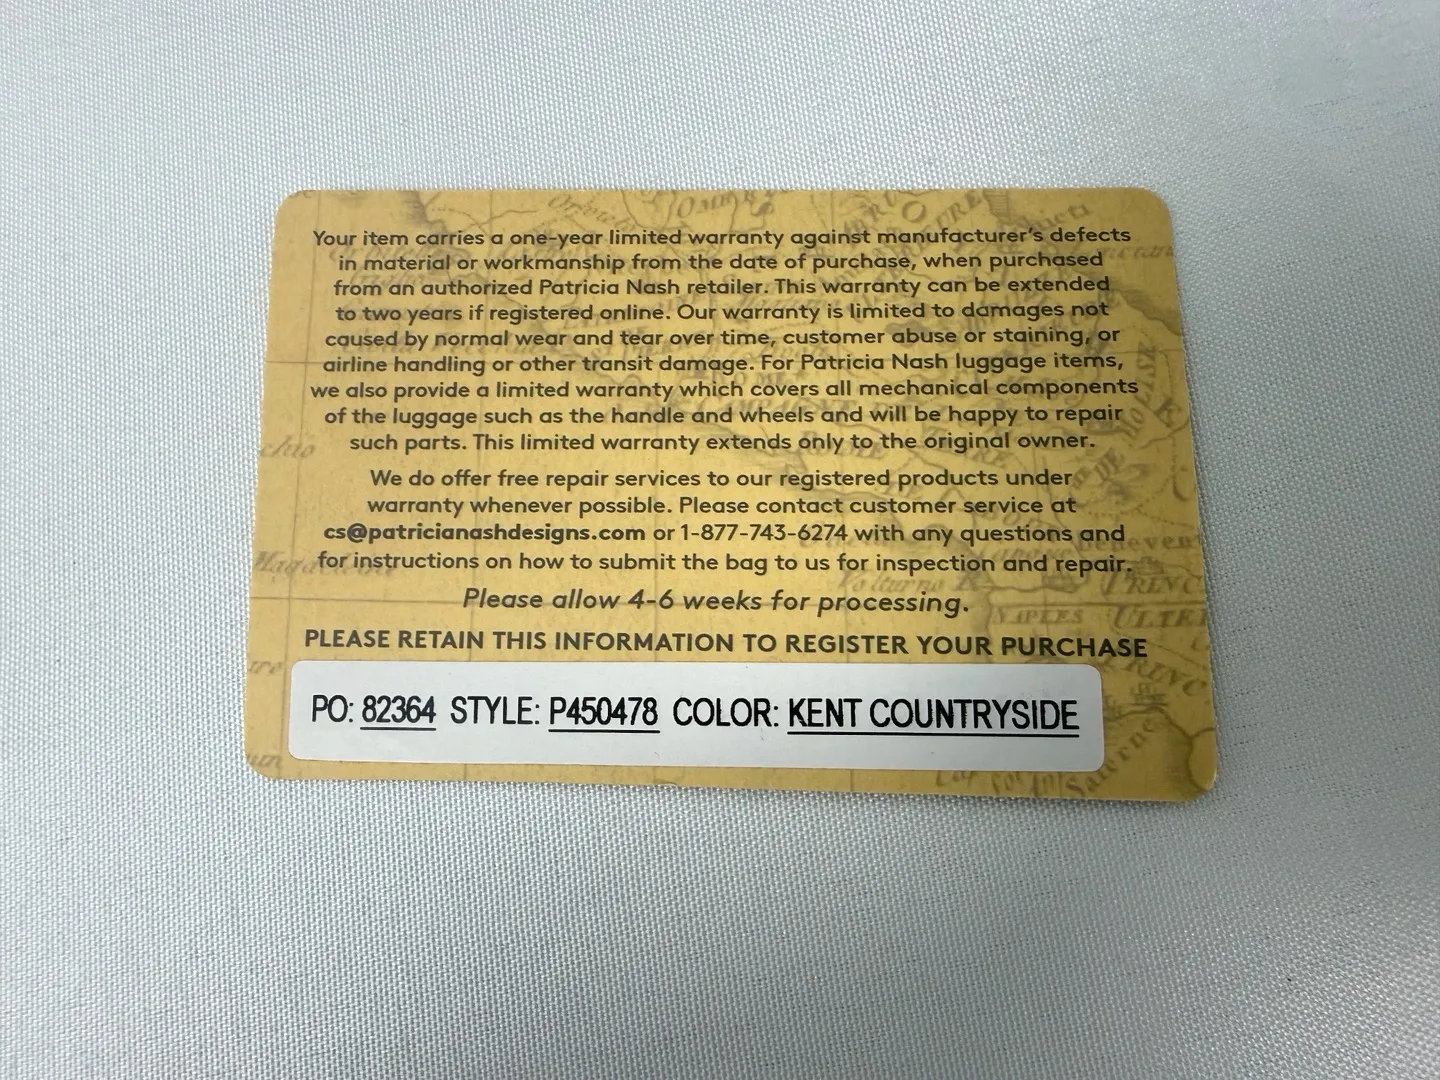 Your item carries a one-year limited warranty against manufacturer's defects
in material or workmanship from the date of purchase, when purchased
from an authorized Patricia Nash retailer. This warranty can be extended
to two years if registered online. Our warranty is limited to damages not
caused by normal wear and tear over time, customer abuse or staining, or
airline handling or other transit damage. For Patricia Nash luggage items,
we also provide a limited warranty which covers all mechanical components
of the luggage such as the handle and wheels and will be happy to repair
such parts. This limited warranty extends only to the original owner.
We do offer free repair services to our registered products under
warranty whenever possible. Please contact customer service at
cs@patricianashdesigns.com or 1-877-743-6274 with any questions and
for instructions on how to submit the bag to us for inspection and repair.
Please allow 4-6 weeks for processing.
PLEASE RETAIN THIS INFORMATION TO REGISTER YOUR PURCHASE
PO: 82364 STYLE: P450478 COLOR: KENT COUNTRYSIDE